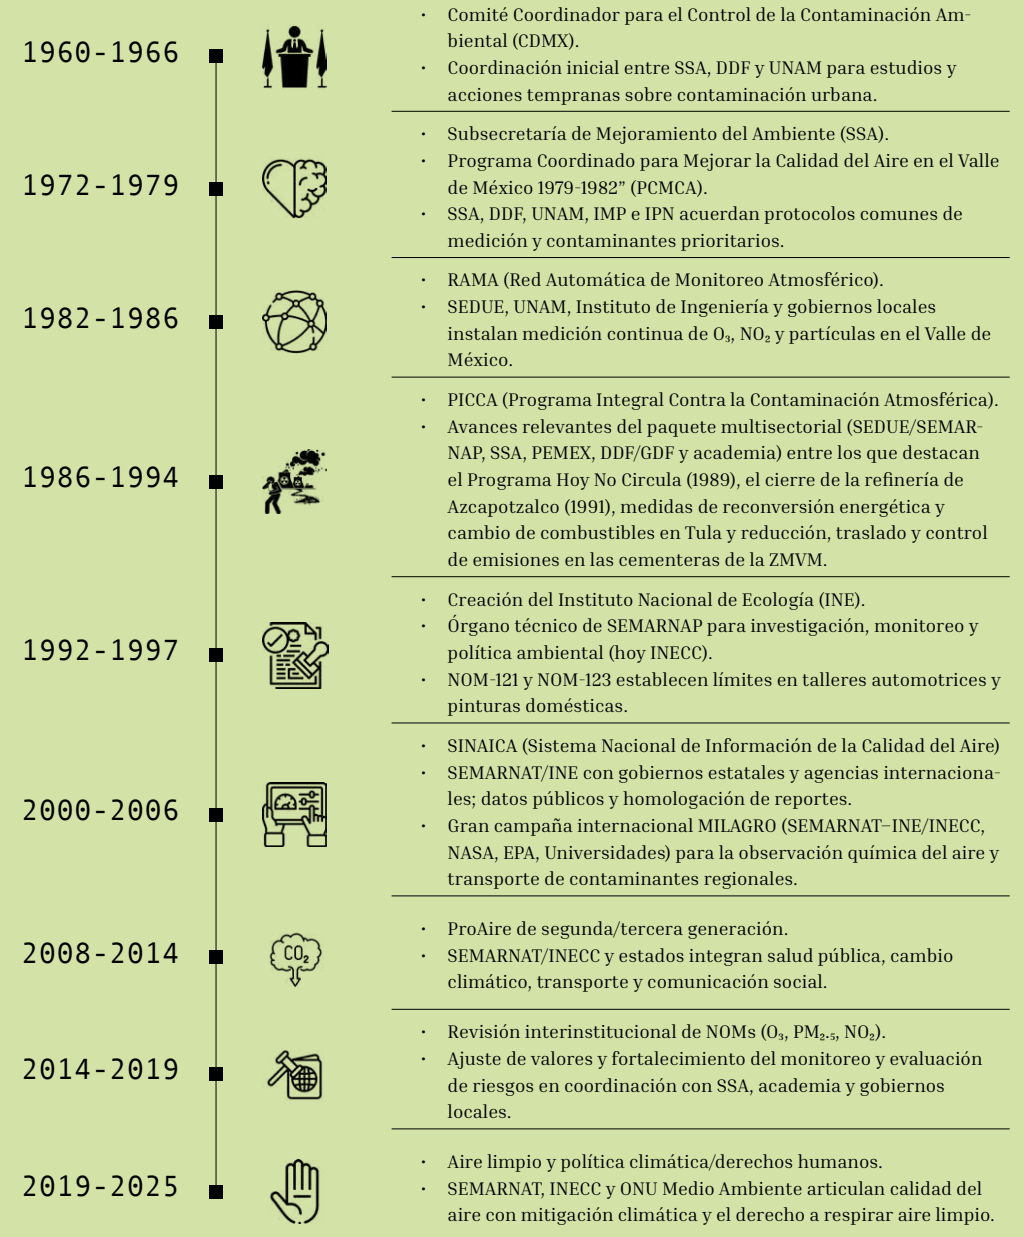 1960-1966
• Comité Coordinador para el Control de la Contaminación Am-
biental (CDMX).
• Coordinación inicial entre SSA, DDF y UNAM para estudios y
acciones tempranas sobre contaminación urbana.
1972-1979
• Subsecretaría de Mejoramiento del Ambiente (SSA).
• Programa Coordinado para Mejorar la Calidad del Aire en el Valle
de México 1979-1982” (PCMCA).
• SSA, DDF, UNAM, IMP e IPN acuerdan protocolos comunes de
medición y contaminantes prioritarios.
1982-1986
• RAMA (Red Automática de Monitoreo Atmosférico).
• SEDUE, UNAM, Instituto de Ingeniería y gobiernos locales
instalan medición continua de O₃, NO₂ y partículas en el Valle de
México.
1986-1994
• PICCA (Programa Integral Contra la Contaminación Atmosférica).
• Avances relevantes del paquete multisectorial (SEDUE/SEMAR-
NAP, SSA, PEMEX, DDF/GDF y academia) entre los que destacan
el Programa Hoy No Circula (1989), el cierre de la refinería de
Azcapotzalco (1991), medidas de reconversión energética y
cambio de combustibles en Tula y reducción, traslado y control
de emisiones en las cementeras de la ZMVM.
1992-1997
• Creación del Instituto Nacional de Ecología (INE).
• Órgano técnico de SEMARNAP para investigación, monitoreo y
política ambiental (hoy INECC).
• NOM-121 y NOM-123 establecen límites en talleres automotrices y
pinturas domésticas.
2000-2006
• SINAICA (Sistema Nacional de Información de la Calidad del Aire)
• SEMARNAT/INE con gobiernos estatales y agencias internaciona-
les; datos públicos y homologación de reportes.
• Gran campaña internacional MILAGRO (SEMARNAT–INE/INECC,
NASA, EPA, Universidades) para la observación química del aire y
transporte de contaminantes regionales.
2008-2014
CO₂
• ProAire de segunda/tercera generación.
• SEMARNAT/INECC y estados integran salud pública, cambio
climático, transporte y comunicación social.
2014-2019
• Revisión interinstitucional de NOMs (O₃, PM₂.₅, NO₂).
• Ajuste de valores y fortalecimiento del monitoreo y evaluación
de riesgos en coordinación con SSA, academia y gobiernos
locales.
2019-2025
• Aire limpio y política climática/derechos humanos.
• SEMARNAT, INECC y ONU Medio Ambiente articulan calidad del
aire con mitigación climática y el derecho a respirar aire limpio.